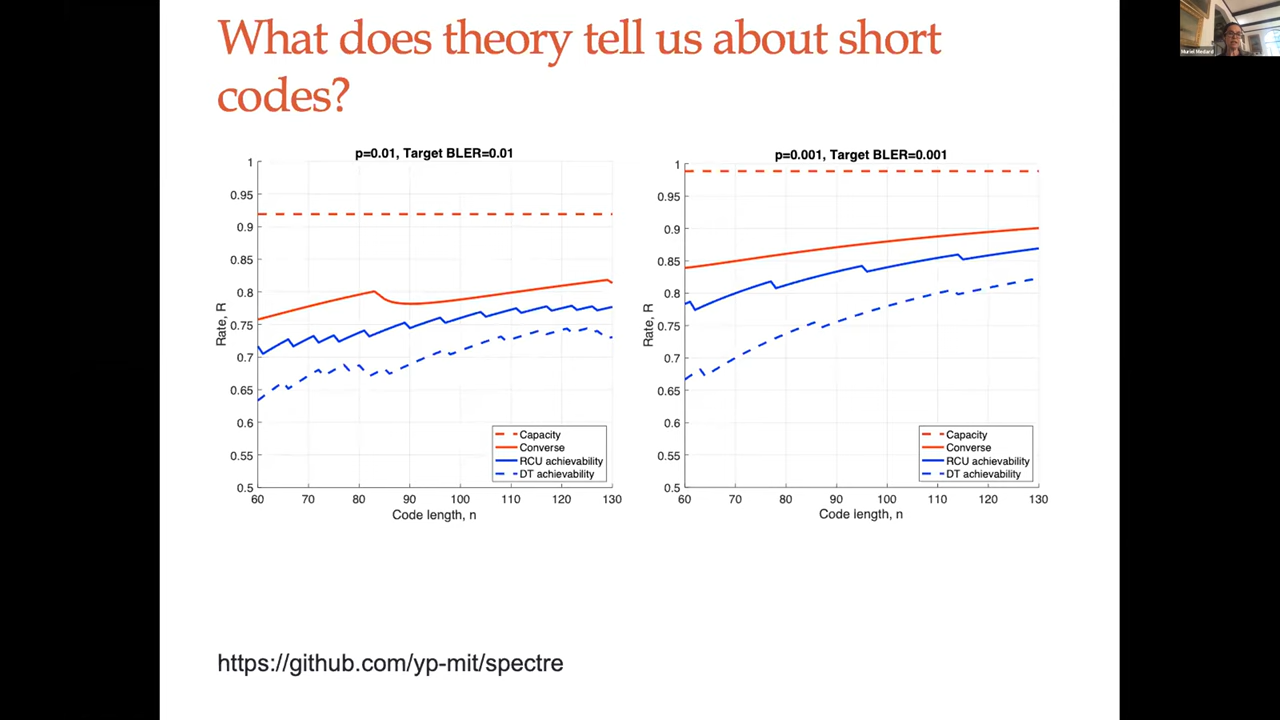 What does theory tell us about short
codes?
Muriel Médard
p=0.01, Target BLER=0.01
1
0.95
0.9
0.85
0.8
0.75
0.7
0.65
0.6
0.55
0.5
Rate, R
60 70 80 90 100 110 120 130
Code length, n
Capacity
Converse
RCU achievability
DT achievability
p=0.001, Target BLER=0.001
1
0.95
0.9
0.85
0.8
0.75
0.7
0.65
0.6
0.55
0.5
Rate, R
60 70 80 90 100 110 120 130
Code length, n
Capacity
Converse
RCU achievability
DT achievability
https://github.com/yp-mit/spectre